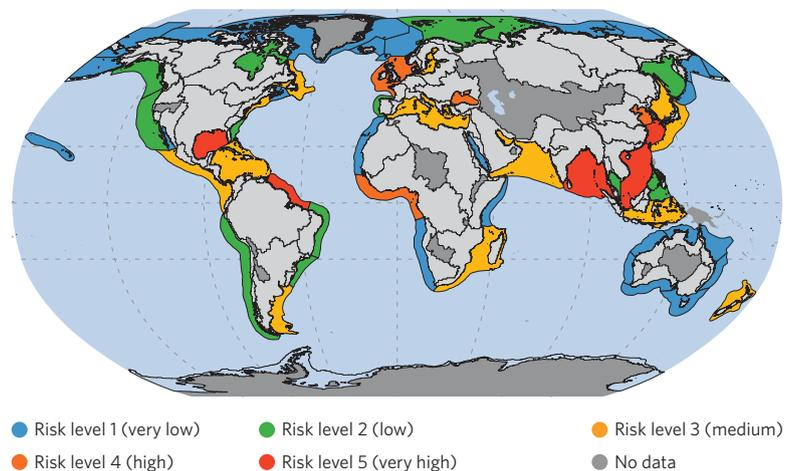 Risk level 1 (very low) Risk level 2 (low) Risk level 3 (medium)
Risk level 4 (high) Risk level 5 (very high) No data